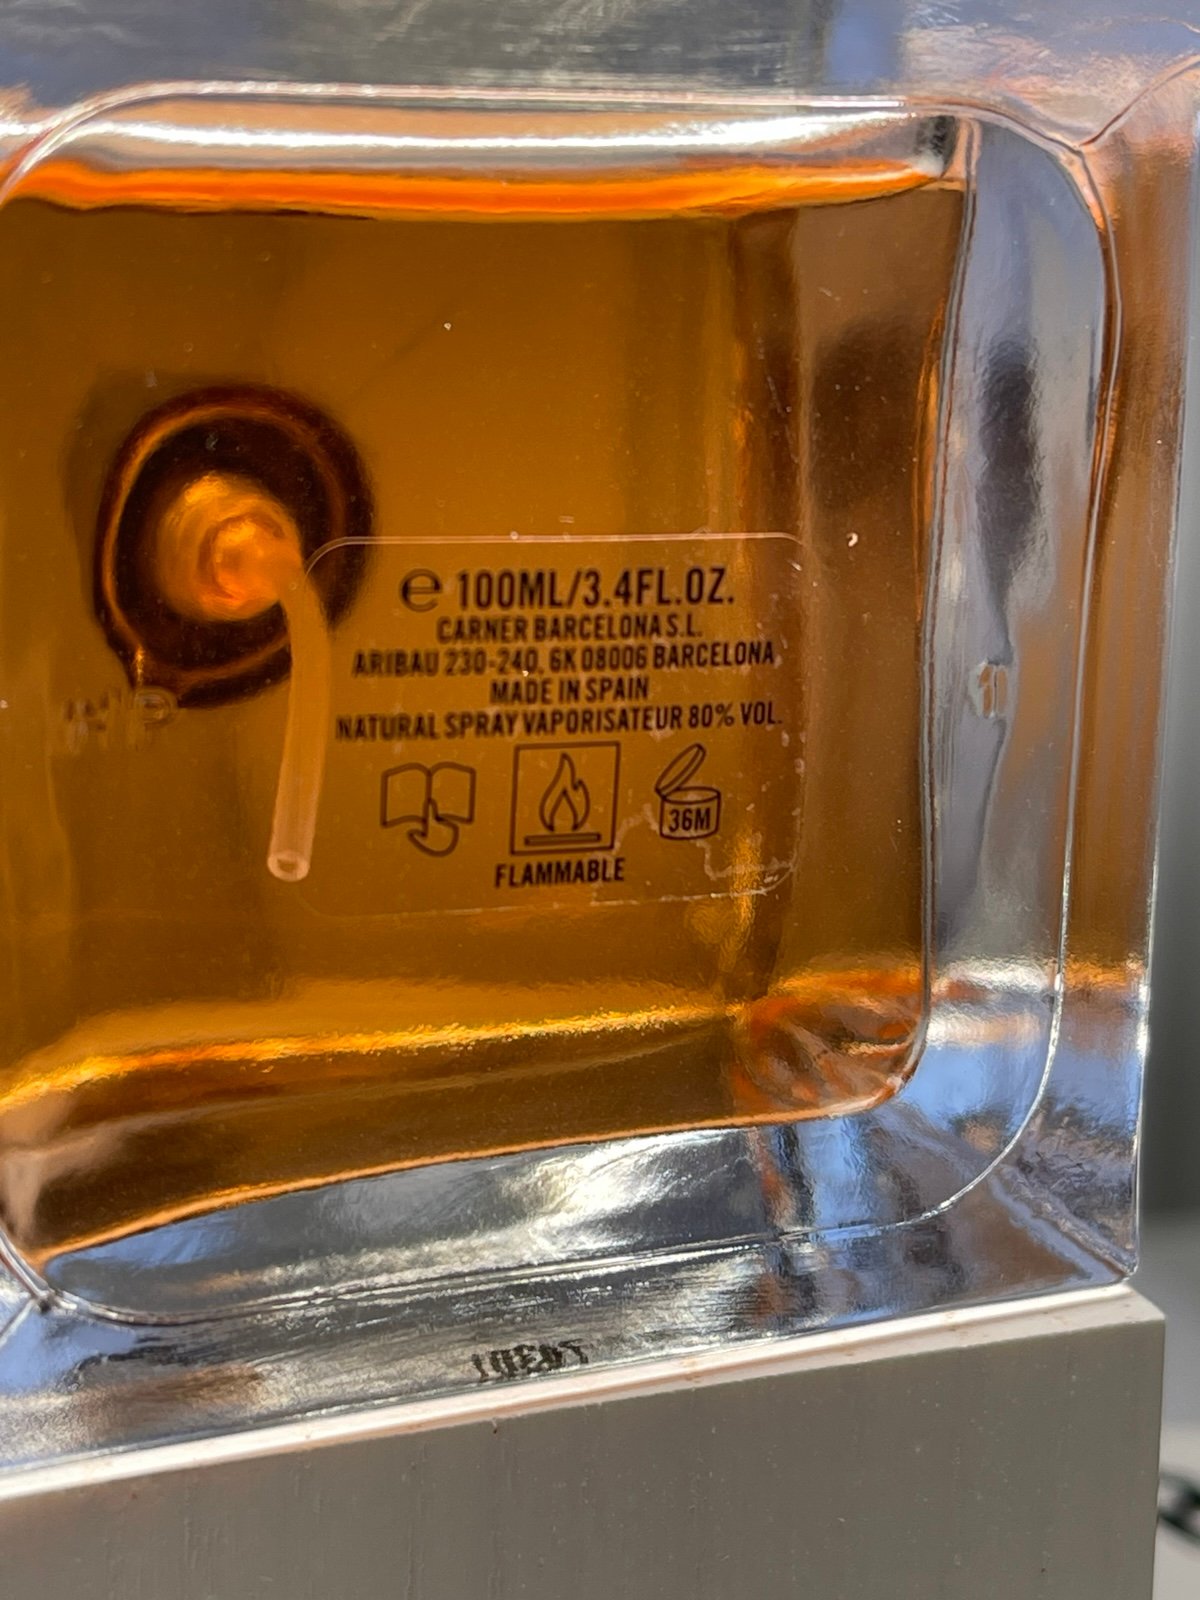 ℮ 100ML/3.4FL.OZ.
CARNER BARCELONA S.L.
ARIBAU 230-240. 6K 08006 BARCELONA
MADE IN SPAIN
NATURAL SPRAY VAPORISATEUR 80% VOL.
36M
FLAMMABLE